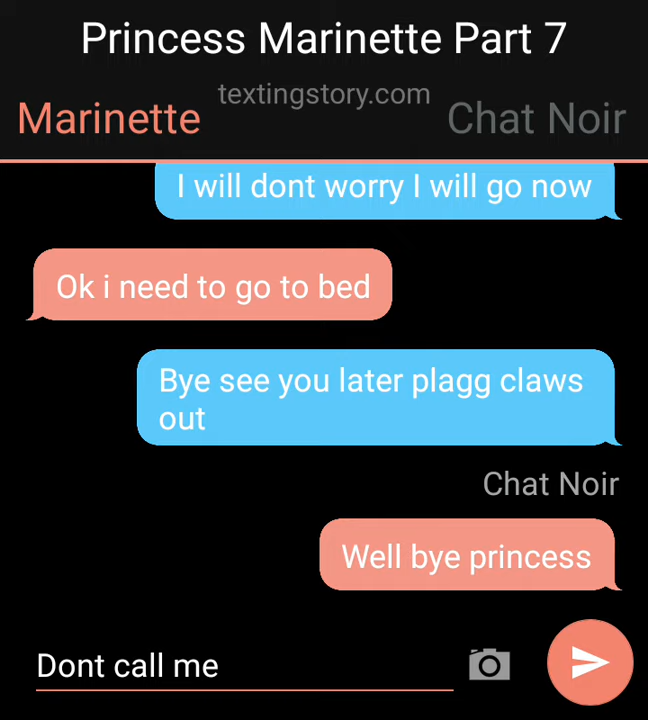 Princess Marinette Part 7
textingstory.com
Marinette
Chat Noir
I will dont worry I will go now
Ok i need to go to bed
Bye see you later plagg claws
out
Chat Noir
Well bye princess
Dont call me